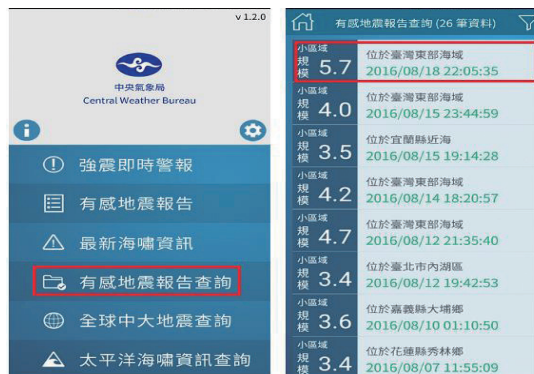 v 1.2.0
中央氣象局
Central Weather Bureau
強震即時警報
有感地震報告
最新海嘯資訊
有感地震報告查詢
全球中大地震查詢
太平洋海嘯資訊查詢
有感地震報告查詢 (26 筆資料)
小區域
規模 5.7
位於臺灣東部海域
2016/08/18 22:05:35
小區域
規模 4.0
位於臺灣東部海域
2016/08/15 23:44:59
小區域
規模 3.5
位於宜蘭縣近海
2016/08/15 19:14:28
小區域
規模 4.2
位於臺灣東部海域
2016/08/14 18:20:57
小區域
規模 4.7
位於臺灣東部海域
2016/08/12 21:35:40
小區域
規模 3.4
位於臺北市內湖區
2016/08/12 19:42:53
小區域
規模 3.6
位於嘉義縣大埔鄉
2016/08/10 01:10:50
小區域
規模 3.4
位於花蓮縣秀林鄉
2016/08/07 11:55:09